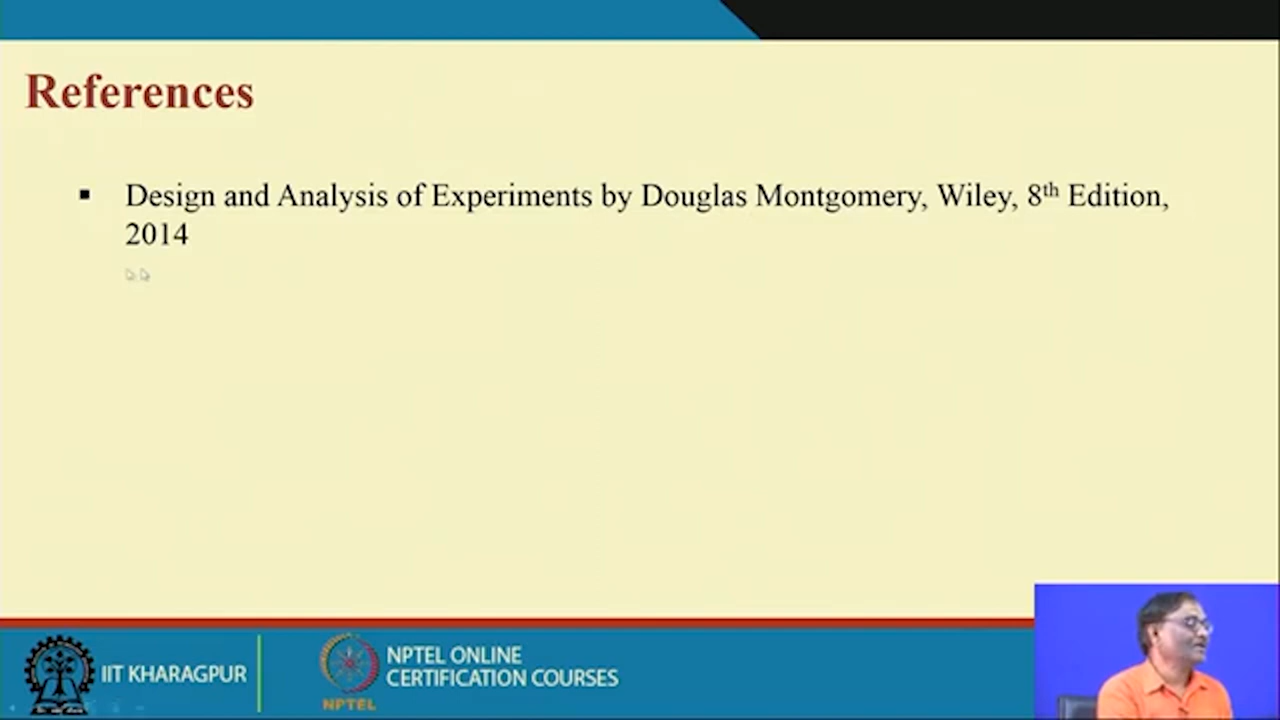 References
▪ Design and Analysis of Experiments by Douglas Montgomery, Wiley, 8th Edition,
2014
IIT KHARAGPUR
NPTEL ONLINE
CERTIFICATION COURSES
NPTEL